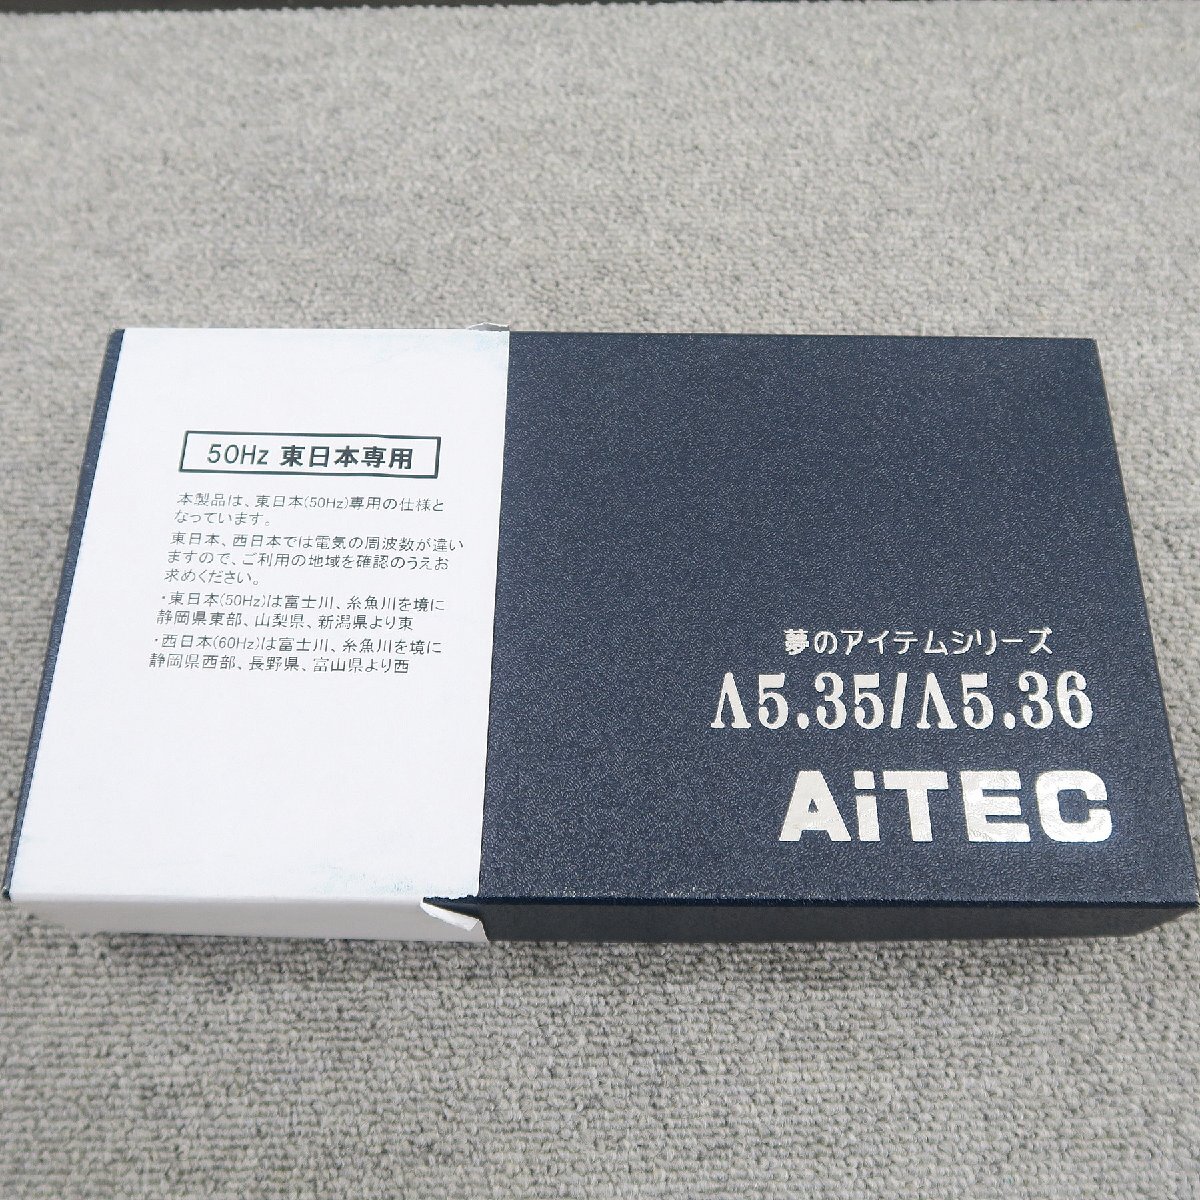 50Hz 東日本専用
本製品は、東日本(50Hz)専用の仕様と
なっています。
東日本、西日本では電気の周波数が違い
ますので、ご利用の地域を確認のうえお
求めください。
・東日本(50Hz)は富士川、糸魚川を境に
静岡県東部、山梨県、新潟県より東
・西日本(60Hz)は富士川、糸魚川を境に
静岡県西部、長野県、富山県より西
夢のアイテムシリーズ
Λ5.35/Λ5.36
AiTEC